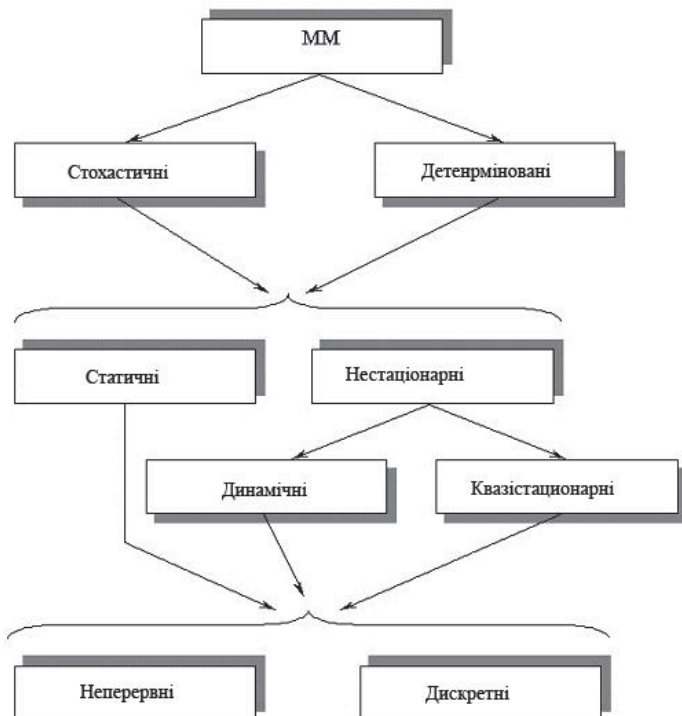 ММ
Стохастичні
Детенрміновані
Статичні
Нестаціонарні
Динамічні
Квазістационарні
Неперервні
Дискретні